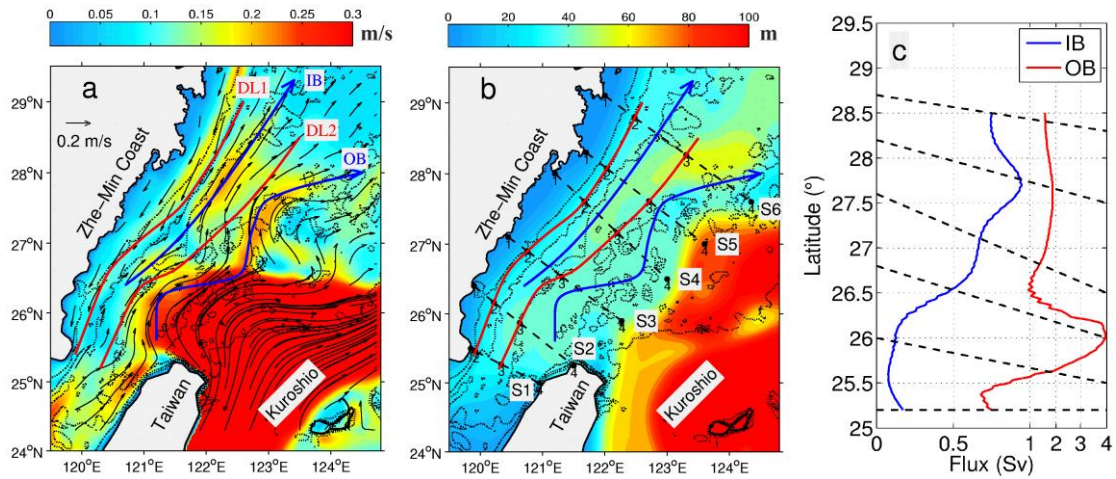 0 0.05 0.1 0.15 0.2 0.25 0.3
m/s
0 20 40 60 80 100
m
a
DL1
IB
DL2
OB
0.2 m/s
Zhe−Min Coast
Taiwan
Kuroshio
29°N
28°N
27°N
26°N
25°N
24°N
120°E 121°E 122°E 123°E 124°E
b
Zhe−Min Coast
S6
S5
S4
S3
S2
S1
Taiwan
Kuroshio
29°N
28°N
27°N
26°N
25°N
24°N
120°E 121°E 122°E 123°E 124°E
c
IB
OB
29.5
29
28.5
28
27.5
27
26.5
26
25.5
25
Latitude (°)
0 0.5 1 2 3 4
Flux (Sv)